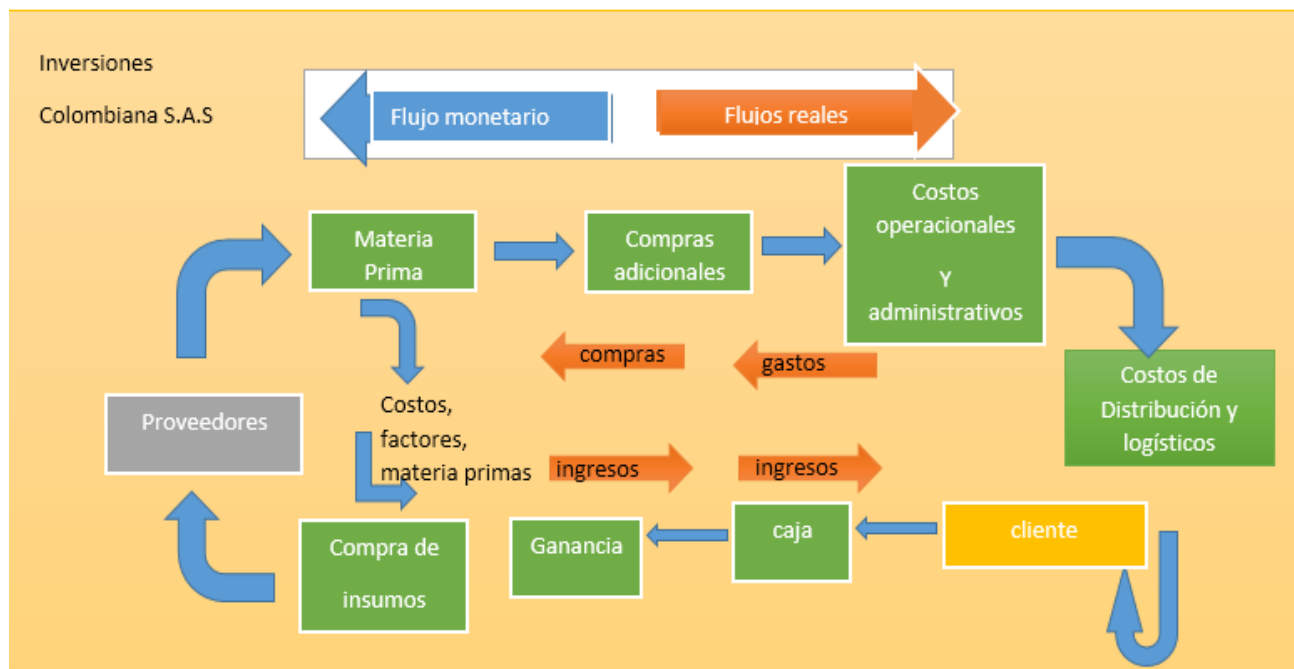 Inversiones
Colombiana S.A.S
Flujo monetario
Flujos reales
Materia
Prima
Compras
adicionales
Costos
operacionales
Y
administrativos
compras
gastos
Costos de
Distribución y
logísticos
Proveedores
Costos,
factores,
materia primas
ingresos
ingresos
Compra de
insumos
Ganancia
caja
cliente